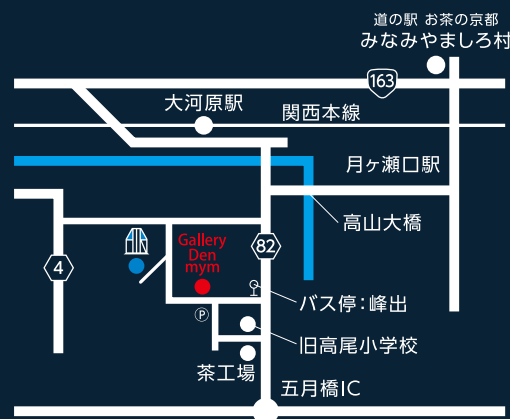 道の駅 お茶の京都
みなみやましろ村
163
大河原駅
関西本線
月ヶ瀬口駅
高山大橋
Gallery
Den
mym
82
4
バス停:峰出
P
旧高尾小学校
茶工場
五月橋IC